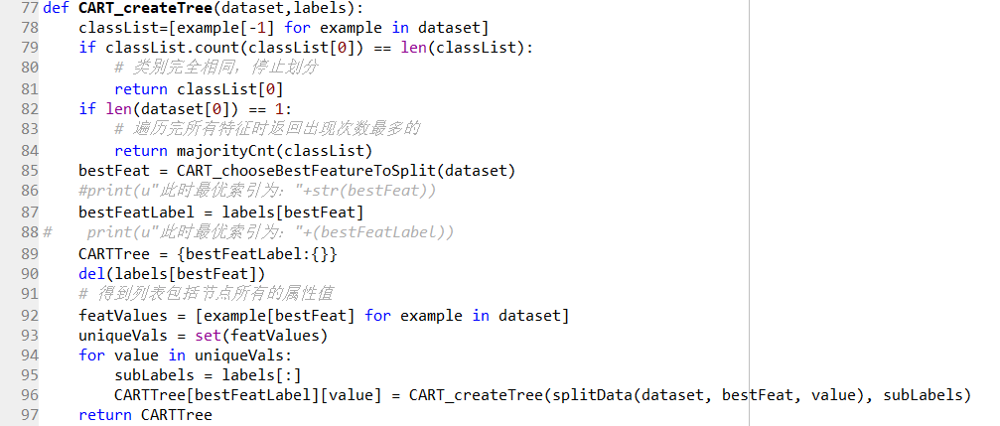 77 def CART_createTree(dataset,labels):
78     classList=[example[-1] for example in dataset]
79     if classList.count(classList[0]) == len(classList):
80         # 类别完全相同，停止划分
81         return classList[0]
82     if len(dataset[0]) == 1:
83         # 遍历完所有特征时返回出现次数最多的
84         return majorityCnt(classList)
85     bestFeat = CART_chooseBestFeatureToSplit(dataset)
86     #print(u"此时最优索引为："+str(bestFeat))
87     bestFeatLabel = labels[bestFeat]
88 #    print(u"此时最优索引为："+(bestFeatLabel))
89     CARTTree = {bestFeatLabel:{}}
90     del(labels[bestFeat])
91     # 得到列表包括节点所有的属性值
92     featValues = [example[bestFeat] for example in dataset]
93     uniqueVals = set(featValues)
94     for value in uniqueVals:
95         subLabels = labels[:]
96         CARTTree[bestFeatLabel][value] = CART_createTree(splitData(dataset, bestFeat, value), subLabels)
97     return CARTTree